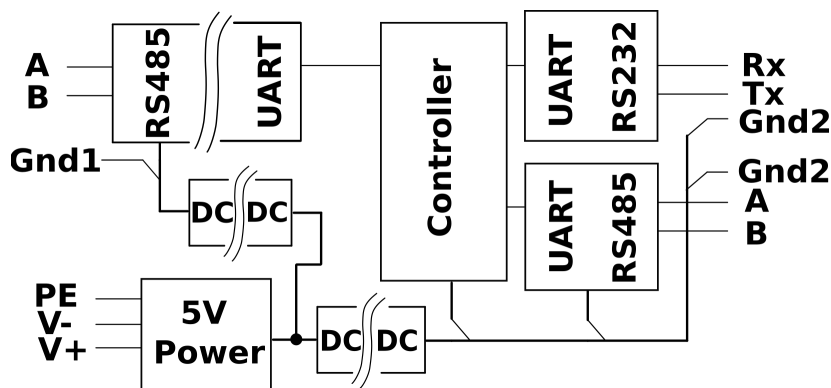 A
B
RS485
UART
Controller
UART
RS232
Rx
Tx
Gnd2
Gnd1
DC
DC
UART
RS485
Gnd2
A
B
PE
V-
V+
5V
Power
DC
DC